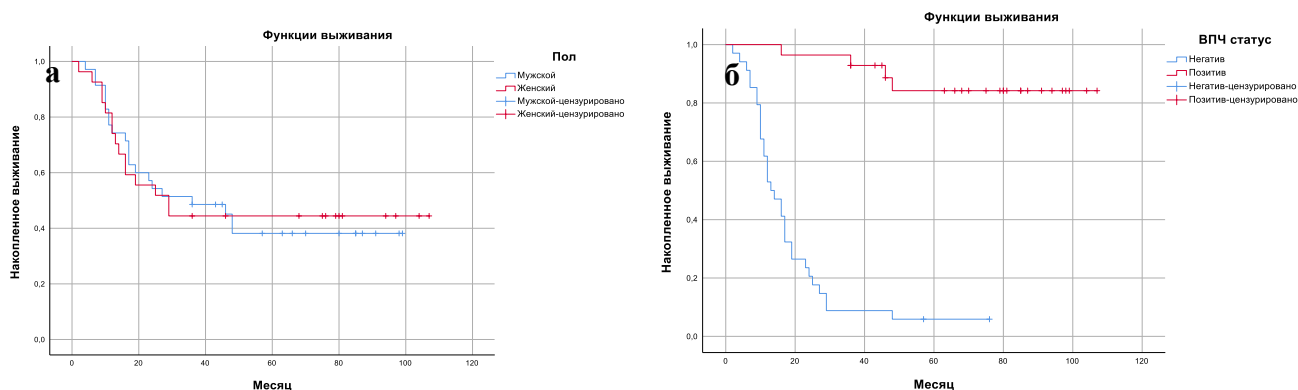 Функции выживания
а
Пол
Мужской
Женский
Мужской-цензурировано
Женский-цензурировано
Накопленное выживание
1,0
0,8
0,6
0,4
0,2
0,0
0 20 40 60 80 100 120
Месяц
Функции выживания
б
ВПЧ статус
Негатив
Позитив
Негатив-цензурировано
Позитив-цензурировано
Накопленное выживание
1,0
0,8
0,6
0,4
0,2
0,0
0 20 40 60 80 100 120
Месяц